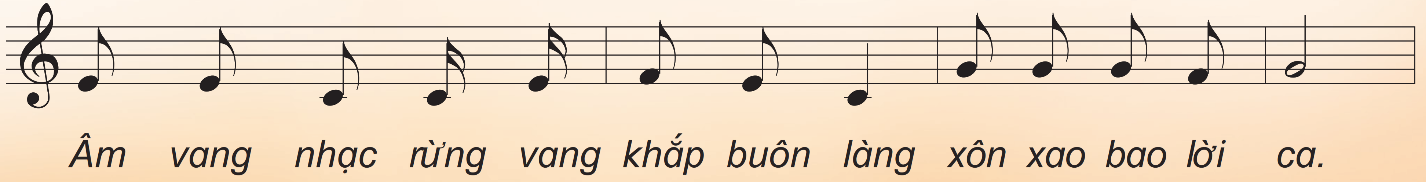 Âm vang nhạc rừng vang khắp buôn làng xôn xao bao lời ca.